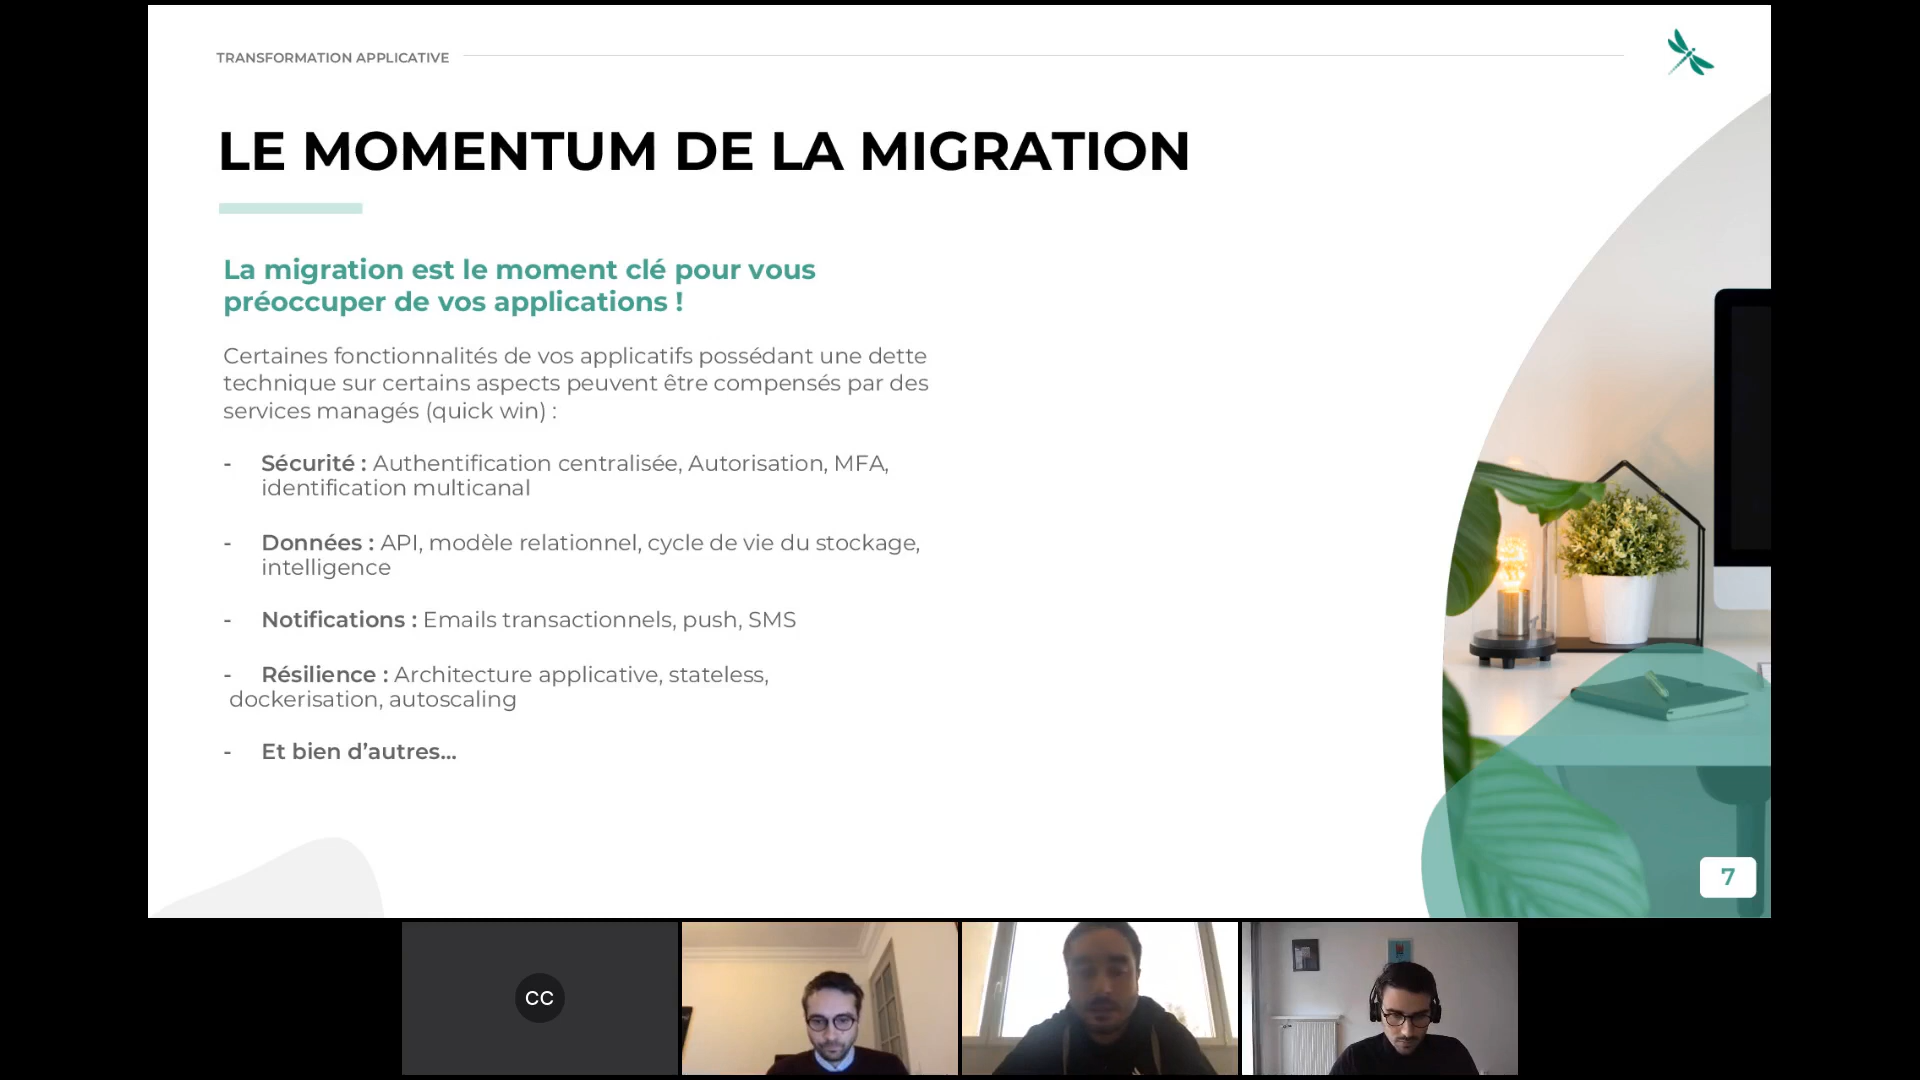 TRANSFORMATION APPLICATIVE
LE MOMENTUM DE LA MIGRATION
La migration est le moment clé pour vous
préoccuper de vos applications !
Certaines fonctionnalités de vos applicatifs possédant une dette
technique sur certains aspects peuvent être compensés par des
services managés (quick win) :
- Sécurité : Authentification centralisée, Autorisation, MFA,
identification multicanal
- Données : API, modèle relationnel, cycle de vie du stockage,
intelligence
- Notifications : Emails transactionnels, push, SMS
- Résilience : Architecture applicative, stateless,
dockerisation, autoscaling
- Et bien d’autres…
7
CC